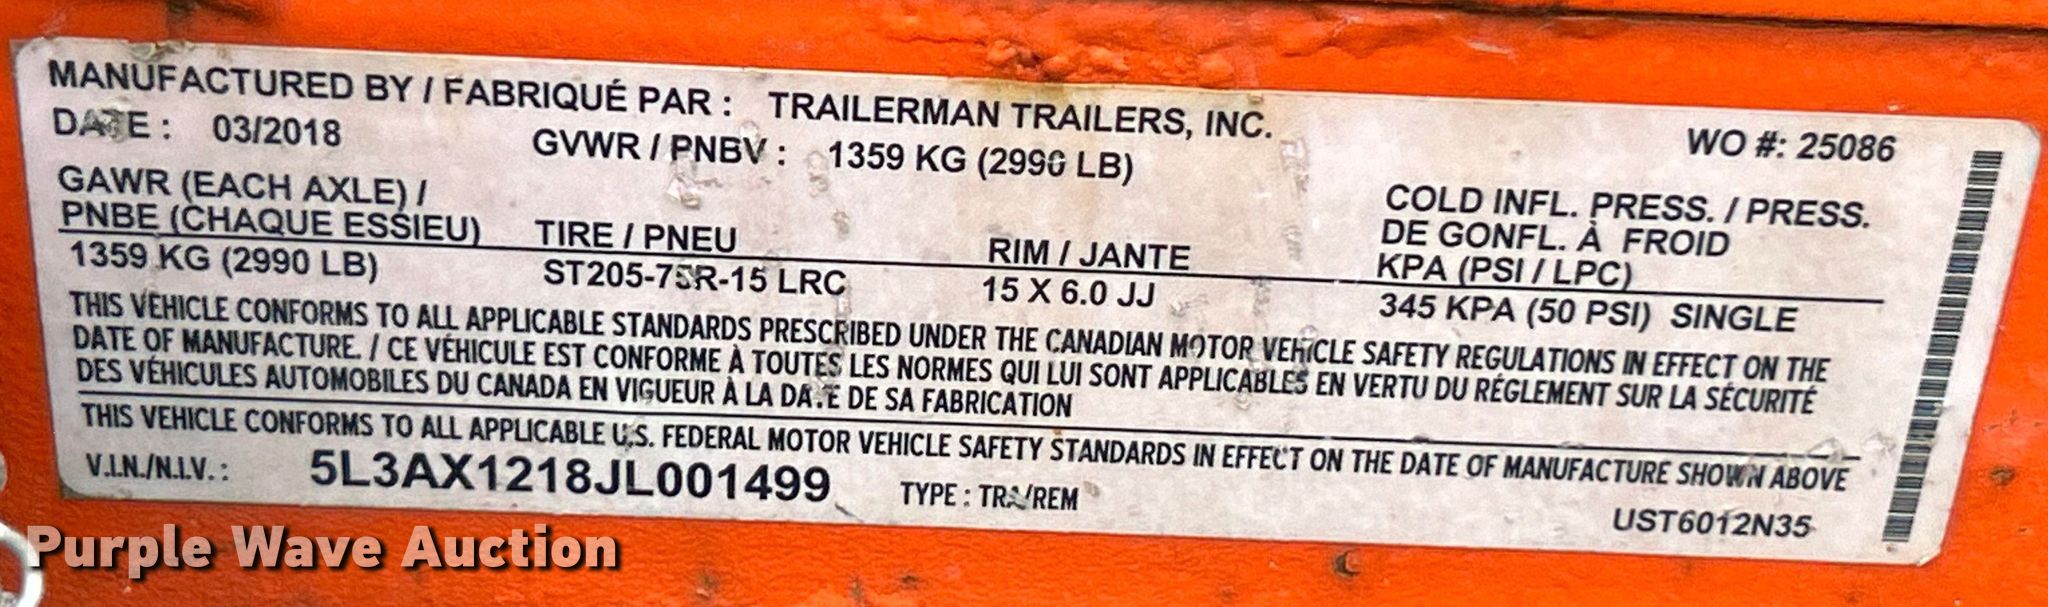 MANUFACTURED BY / FABRIQUÉ PAR : TRAILERMAN TRAILERS, INC.
DATE : 03/2018 GVWR / PNBV : 1359 KG (2990 LB) WO #: 25086
GAWR (EACH AXLE) /
PNBE (CHAQUE ESSIEU) TIRE / PNEU RIM / JANTE COLD INFL. PRESS. / PRESS.
DE GONFL. À FROID
KPA (PSI / LPC)
1359 KG (2990 LB) ST205-75R-15 LRC 15 X 6.0 JJ 345 KPA (50 PSI) SINGLE
THIS VEHICLE CONFORMS TO ALL APPLICABLE STANDARDS PRESCRIBED UNDER THE CANADIAN MOTOR VEHICLE SAFETY REGULATIONS IN EFFECT ON THE
DATE OF MANUFACTURE. / CE VÉHICULE EST CONFORME À TOUTES LES NORMES QUI LUI SONT APPLICABLES EN VERTU DU RÉGLEMENT SUR LA SÉCURITÉ
DES VÉHICULES AUTOMOBILES DU CANADA EN VIGUEUR À LA DATE DE SA FABRICATION
THIS VEHICLE CONFORMS TO ALL APPLICABLE U.S. FEDERAL MOTOR VEHICLE SAFETY STANDARDS IN EFFECT ON THE DATE OF MANUFACTURE SHOWN ABOVE
V.I.N./N.I.V. : 5L3AX1218JL001499 TYPE : TRA/REM UST6012N35
Purple Wave Auction